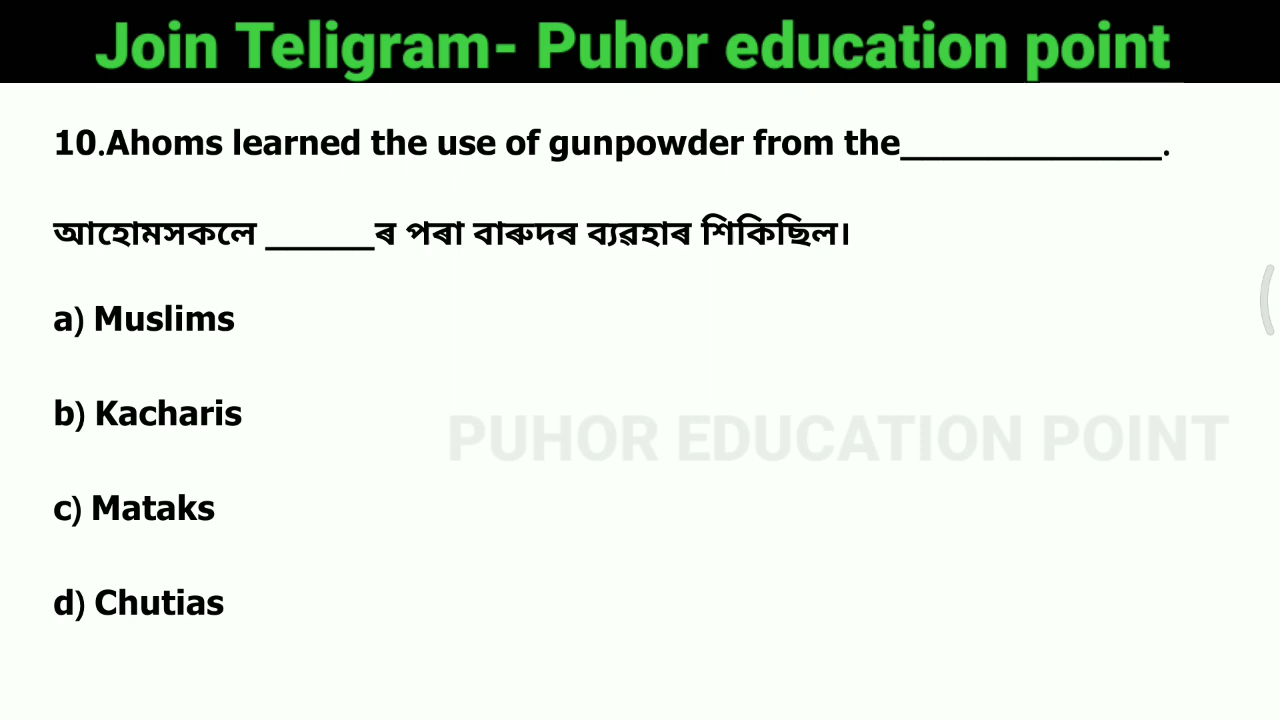 Join Teligram- Puhor education point
10.Ahoms learned the use of gunpowder from the______________.
আহোমসকলে ______ৰ পৰা বাৰুদৰ ব্যৱহাৰ শিকিছিল।
a) Muslims
b) Kacharis
PUHOR EDUCATION POINT
c) Mataks
d) Chutias